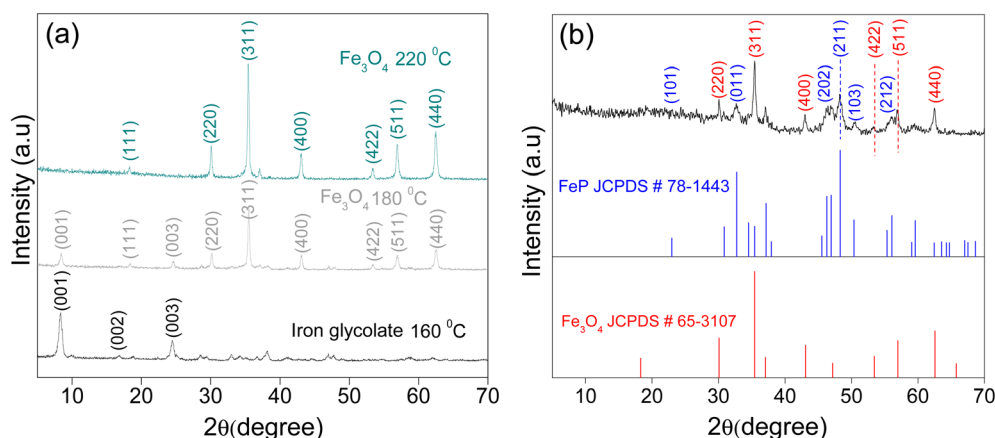 (a)
Fe₃O₄ 220 ⁰C
(111)
(220)
(311)
(400)
(422)
(511)
(440)
Fe₃O₄ 180 ⁰C
(001)
(111)
(003)
(220)
(311)
(400)
(422)
(511)
(440)
Iron glycolate 160 ⁰C
(001)
(002)
(003)
Intensity (a.u)
10 20 30 40 50 60 70
2θ(degree)
(b)
(101)
(220)
(011)
(311)
(400)
(202)
(211)
(103)
(422)
(212)
(511)
(440)
FeP JCPDS # 78-1443
Fe₃O₄ JCPDS # 65-3107
Intensity (a.u)
10 20 30 40 50 60 70
2θ(degree)